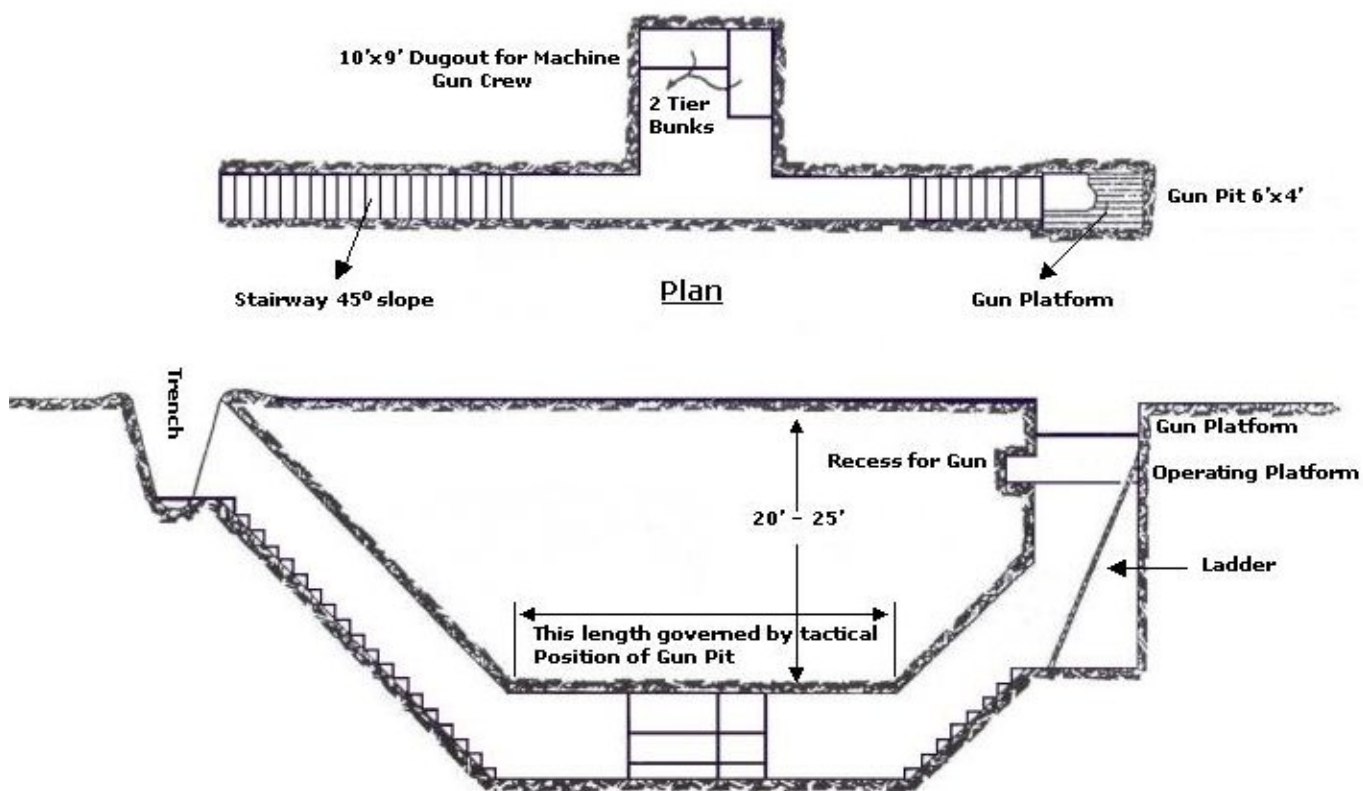 10'x9' Dugout for Machine
Gun Crew
2 Tier
Bunks
Gun Pit 6'x4'
Stairway 45º slope
Plan
Gun Platform
Trench
Gun Platform
Recess for Gun
Operating Platform
20' - 25'
Ladder
This length governed by tactical
Position of Gun Pit